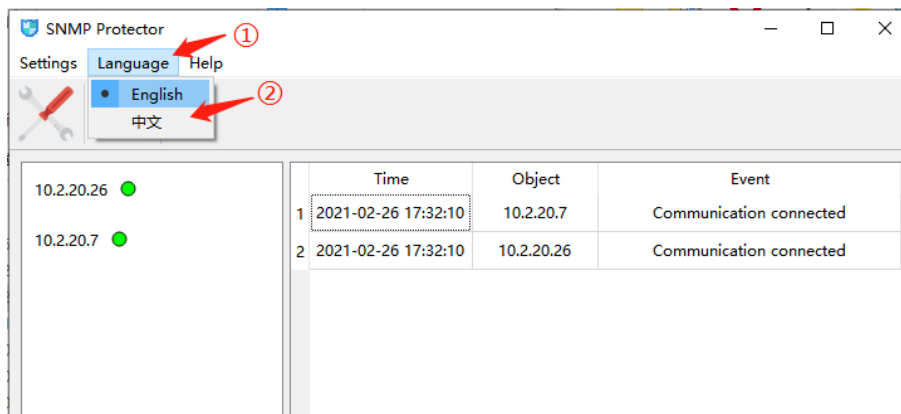 SNMP Protector
①
Settings Language Help
English
②
中文
10.2.20.26
10.2.20.7
Time Object Event
1 2021-02-26 17:32:10 10.2.20.7 Communication connected
2 2021-02-26 17:32:10 10.2.20.26 Communication connected